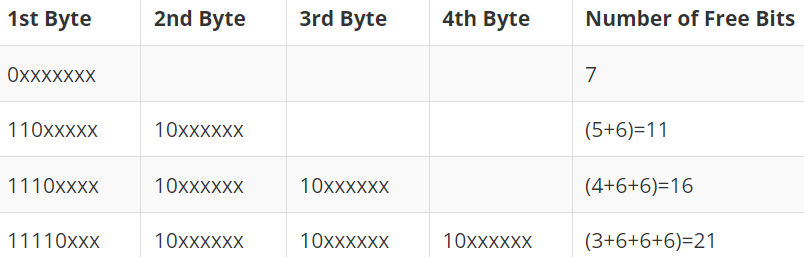 1st Byte 2nd Byte 3rd Byte 4th Byte Number of Free Bits
0xxxxxxx 7
110xxxxx 10xxxxxx (5+6)=11
1110xxxx 10xxxxxx 10xxxxxx (4+6+6)=16
11110xxx 10xxxxxx 10xxxxxx 10xxxxxx (3+6+6+6)=21